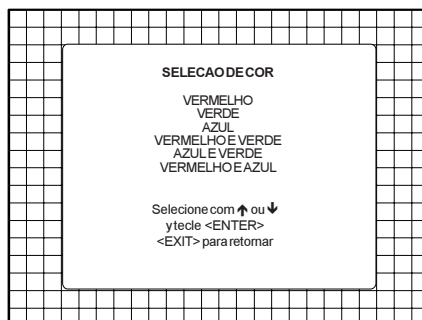 SELECAO DE COR
VERMELHO
VERDE
AZUL
VERMELHO E VERDE
AZUL E VERDE
VERMELHO E AZUL
Selecione com ↑ ou ↓
y tecle <ENTER>
<EXIT> para retornar